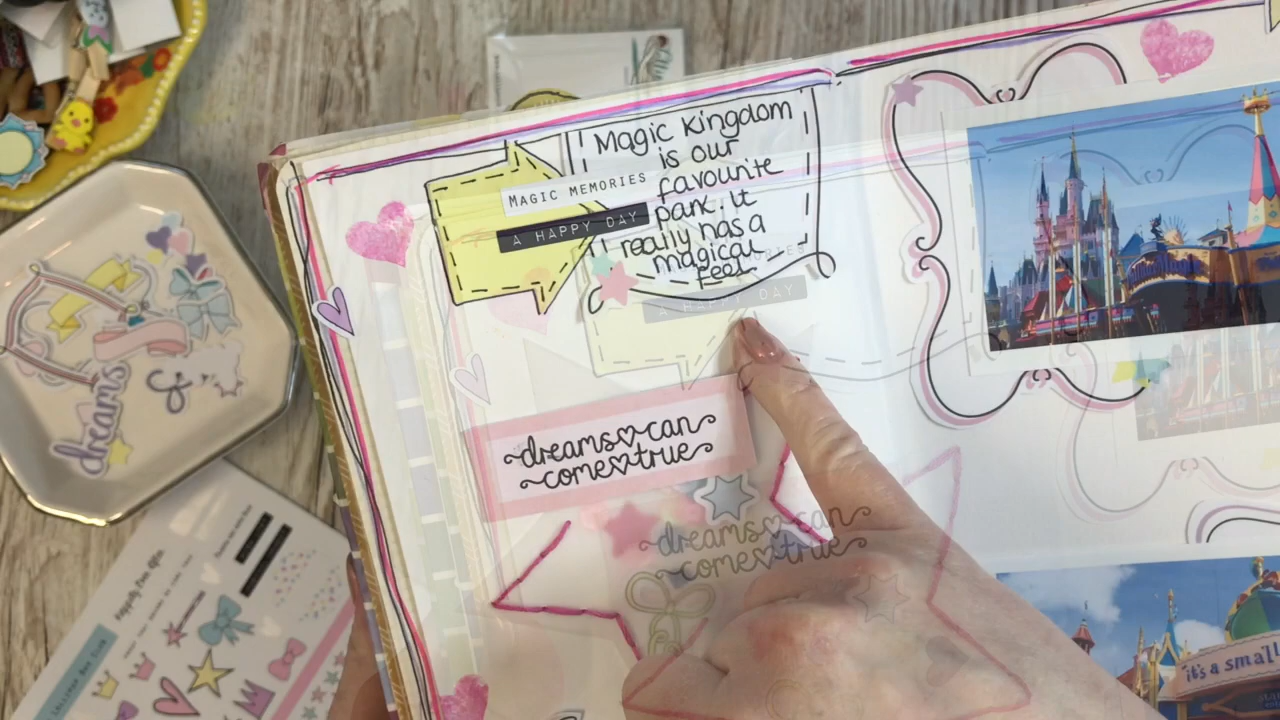 Magic Kingdom
is our
favourite
park. It
really has a
magical
feel
MAGIC MEMORIES
A HAPPY DAY
A HAPPY DAY
dreams can
come true
dreams can
come true
dreams
&
it's a small